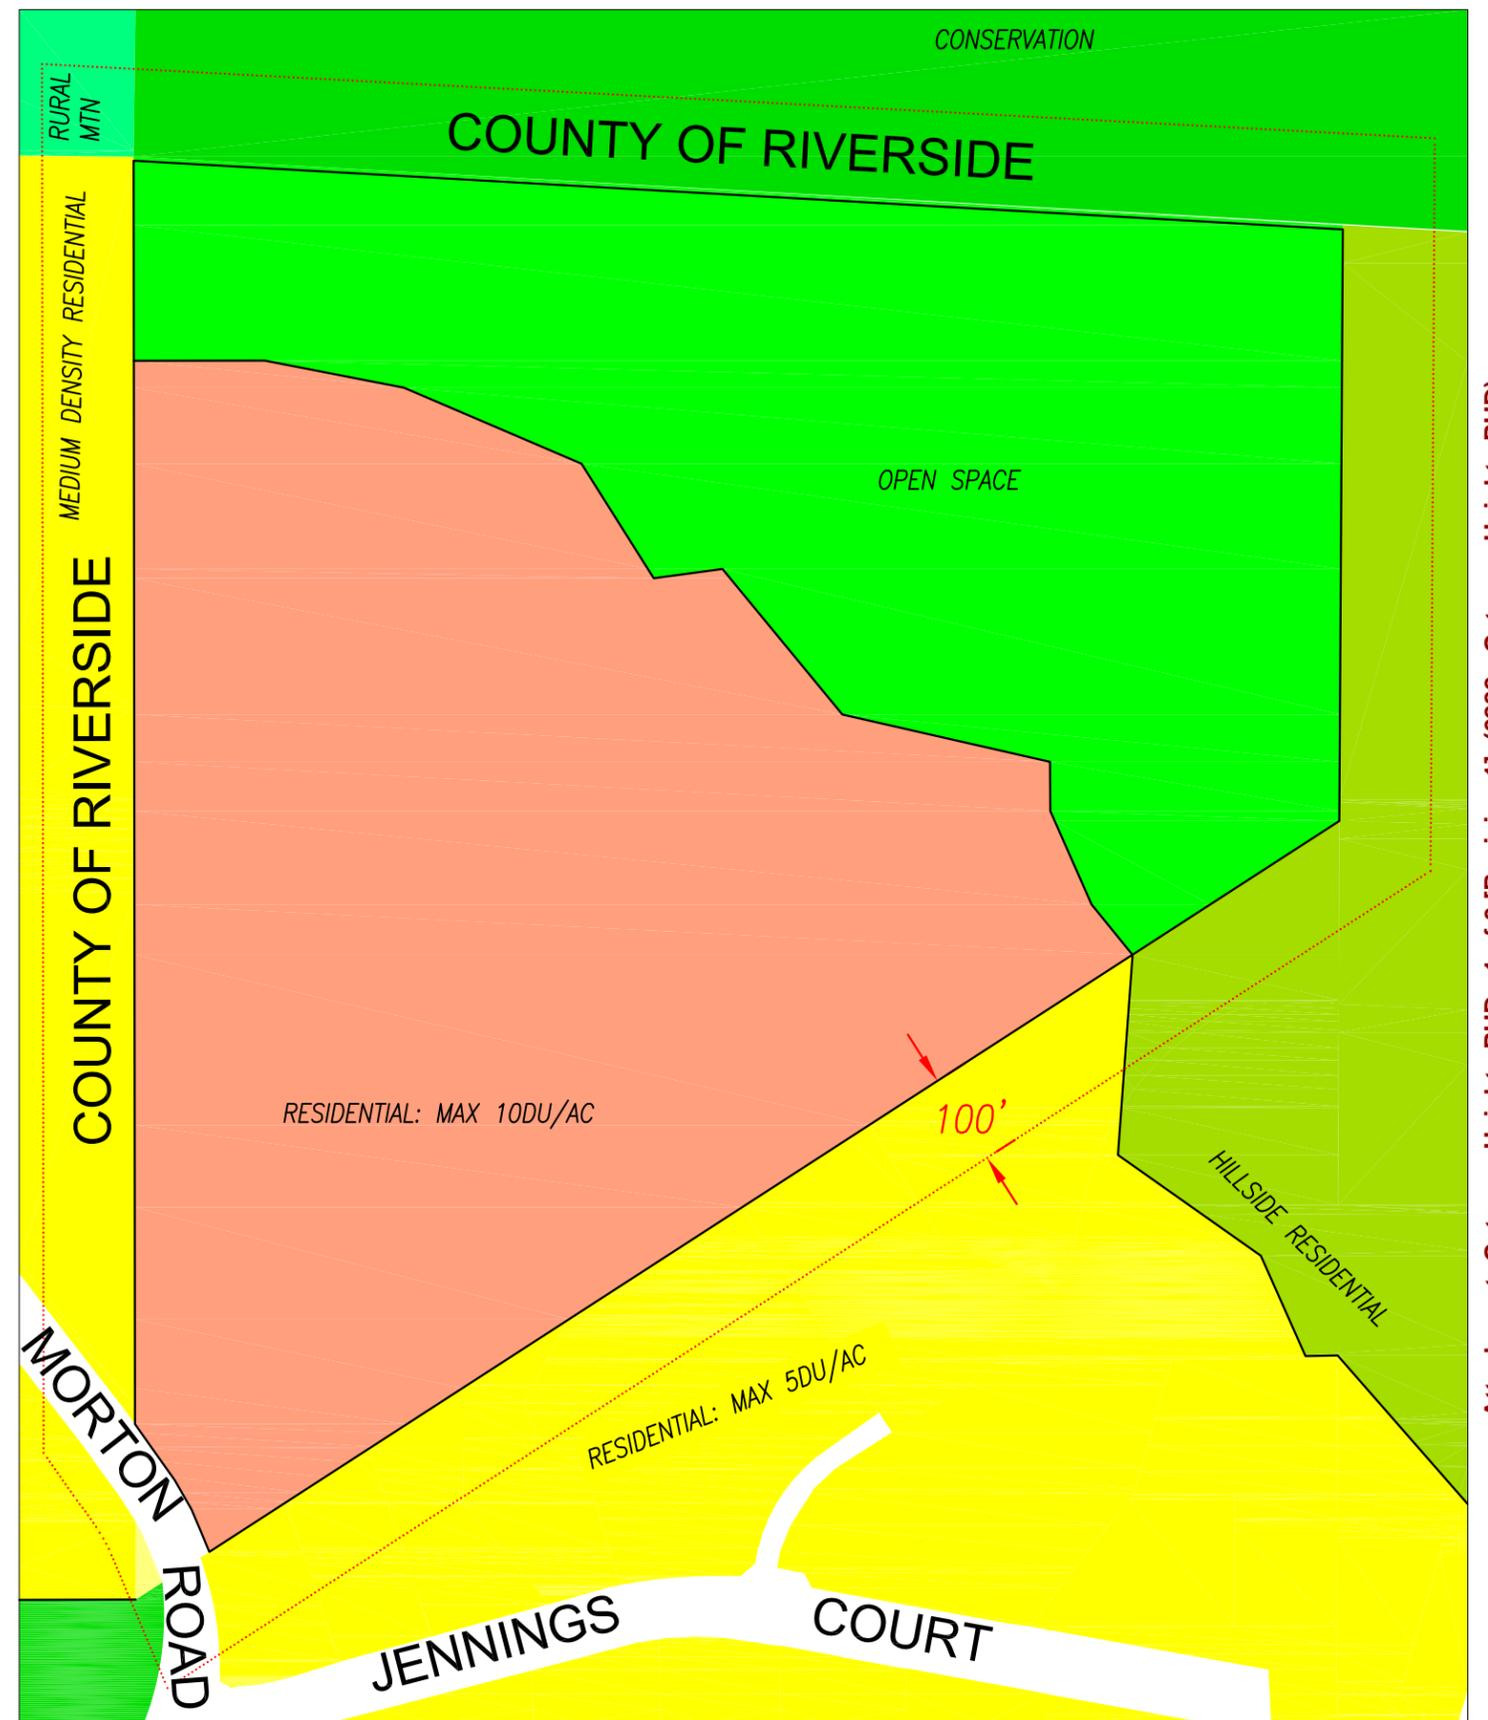 CONSERVATION
RURAL
MTN
COUNTY OF RIVERSIDE
MEDIUM DENSITY RESIDENTIAL
OPEN SPACE
COUNTY OF RIVERSIDE
RESIDENTIAL: MAX 10DU/AC
100'
HILLSIDE RESIDENTIAL
RESIDENTIAL: MAX 5DU/AC
MORTON ROAD
JENNINGS COURT